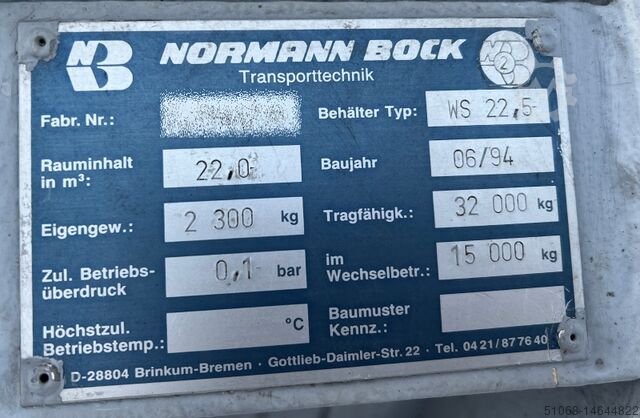 NB NORMANN BOCK
Transporttechnik
Fabr. Nr.:
Behälter Typ: WS 22,5
Rauminhalt
in m³: 22,0
Baujahr 06/94
Eigengew.: 2 300 kg
Tragfähigk.: 32 000 kg
Zul. Betriebs-
überdruck 0,1 bar
im
Wechselbetr.: 15 000 kg
Höchstzul.
Betriebstemp.: °C
Baumuster
Kennz.:
D-28804 Brinkum-Bremen · Gottlieb-Daimler-Str. 22 · Tel. 0421/877640
51068-14644822